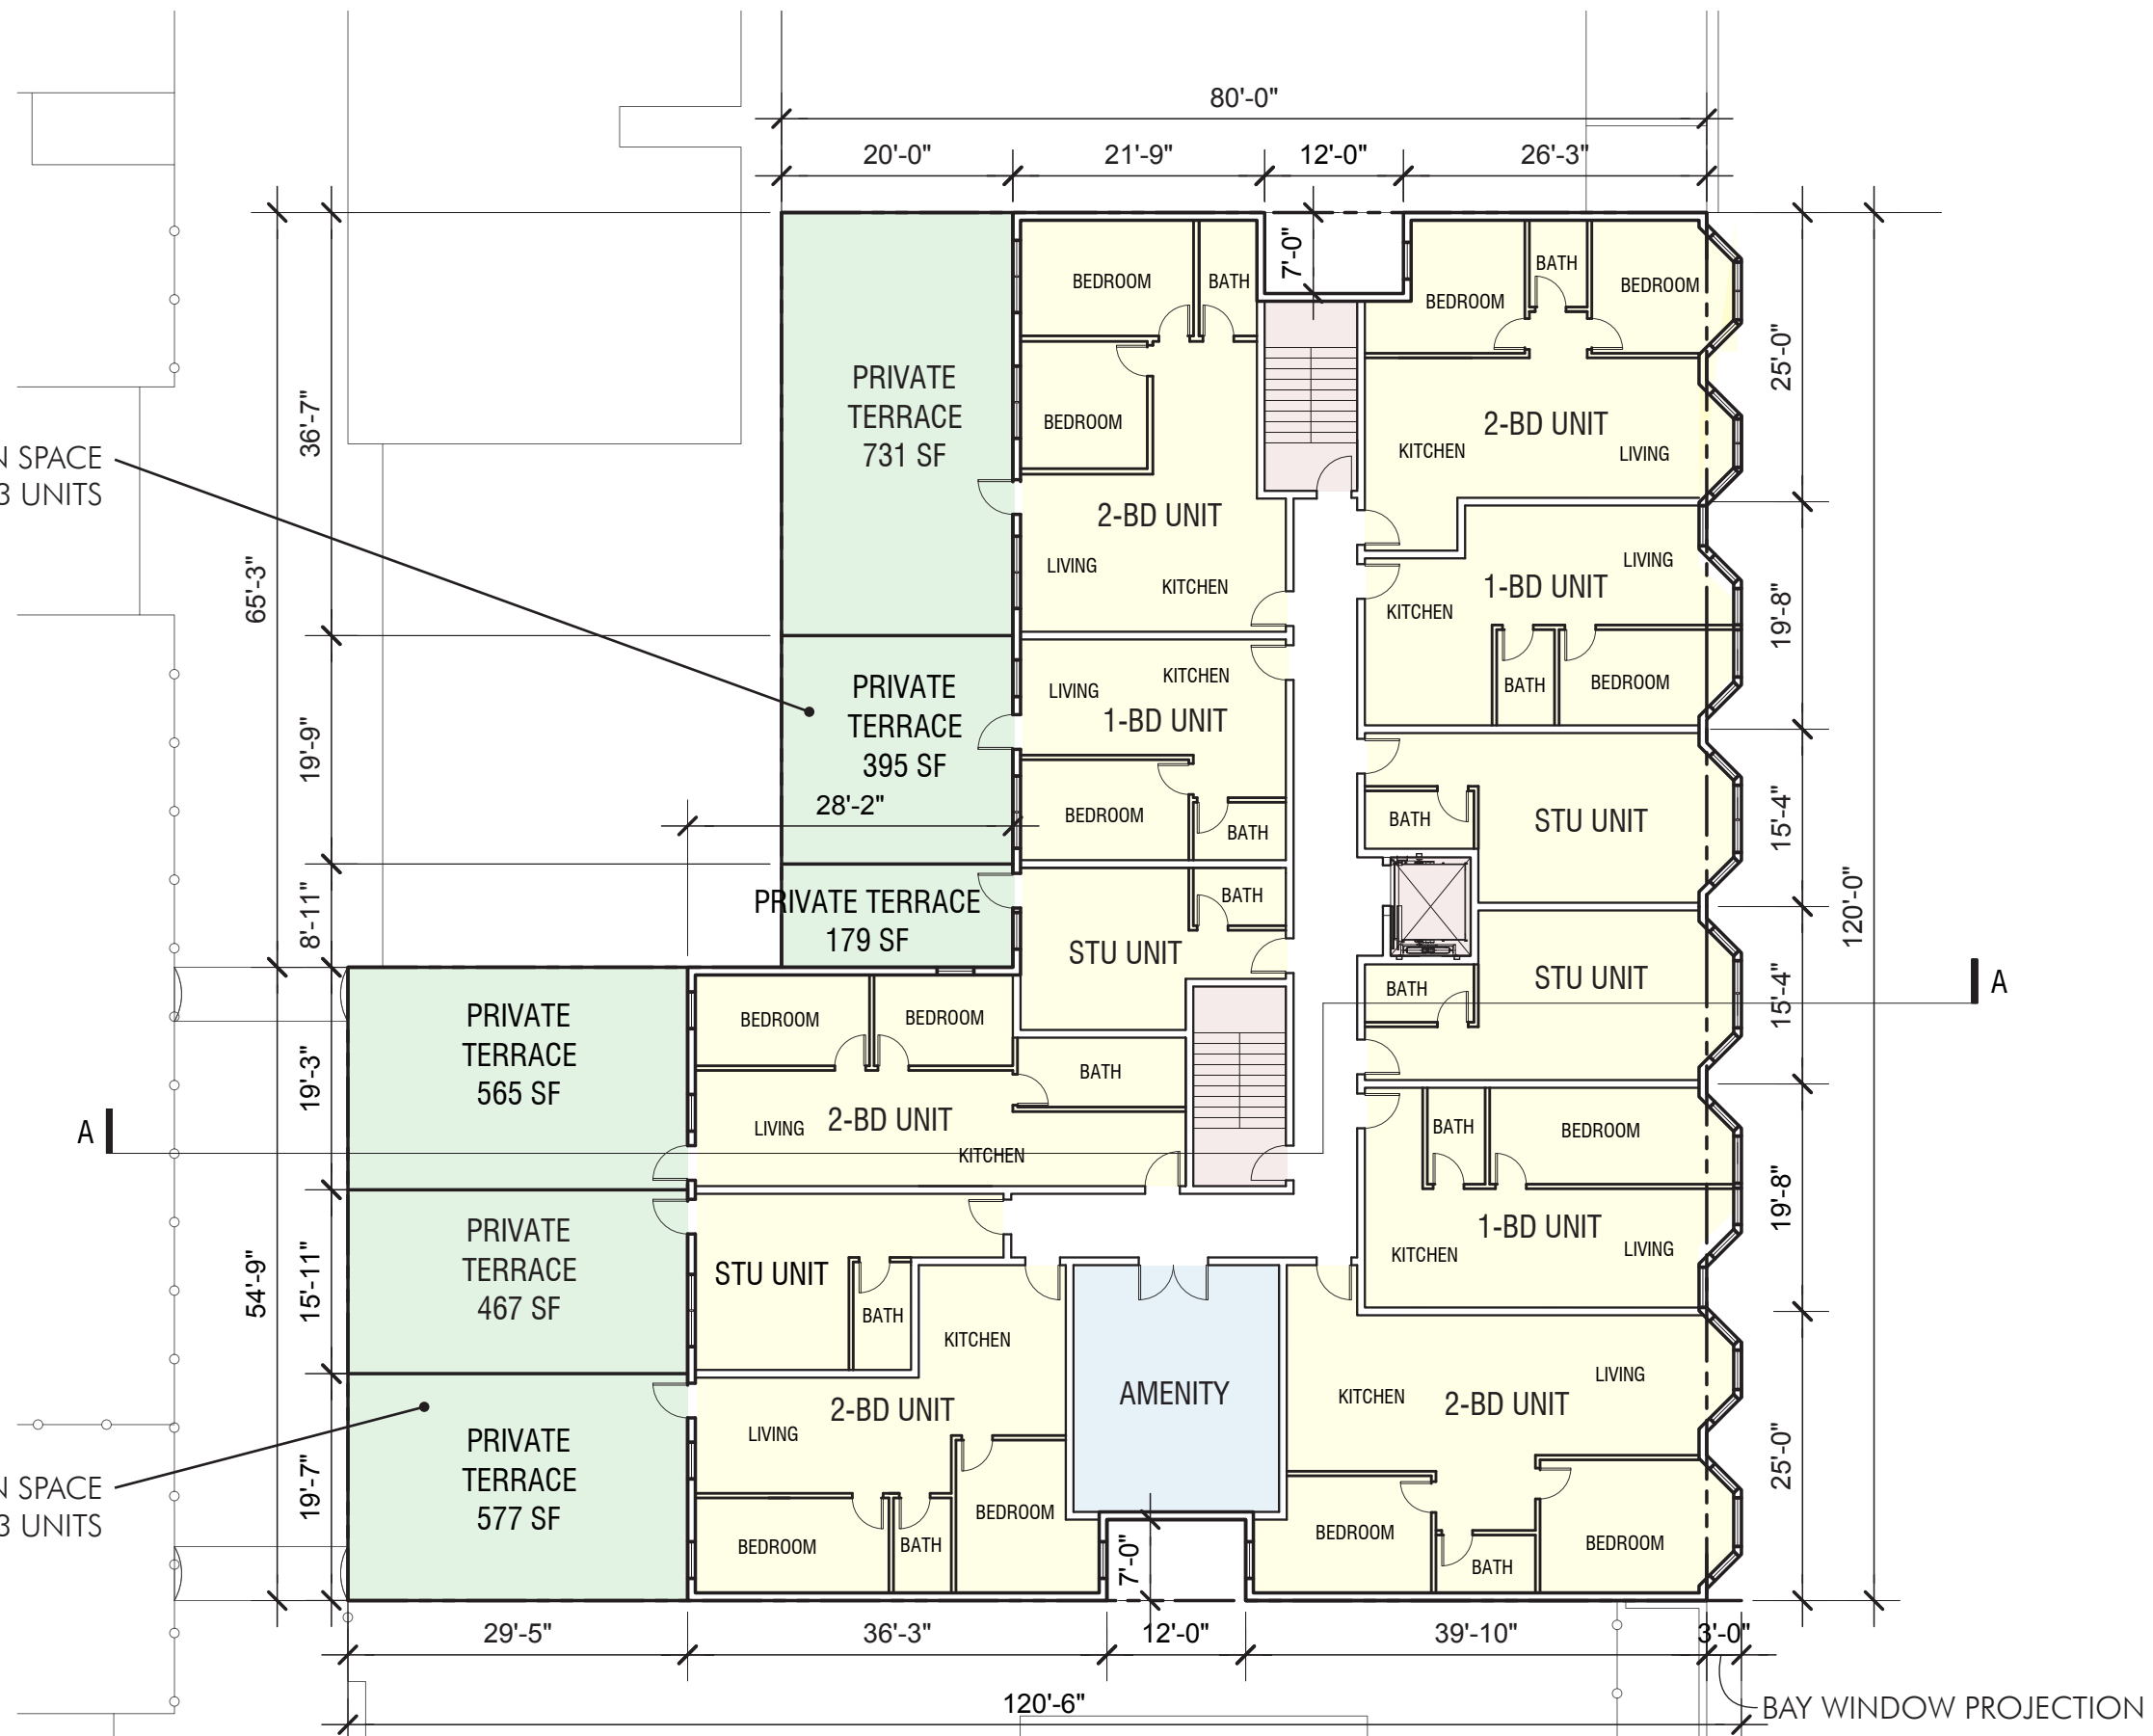 80'-0"
20'-0"
21'-9"
12'-0"
26'-3"
7'-0"
BEDROOM
BATH
BEDROOM
BATH
BEDROOM
25'-0"
36'-7"
PRIVATE
TERRACE
731 SF
BEDROOM
2-BD UNIT
KITCHEN
LIVING
N SPACE
3 UNITS
2-BD UNIT
LIVING
KITCHEN
65'-3"
LIVING
1-BD UNIT
KITCHEN
19'-8"
BATH
BEDROOM
PRIVATE
TERRACE
395 SF
19'-9"
28'-2"
KITCHEN
LIVING
1-BD UNIT
BEDROOM
BATH
BATH
STU UNIT
15'-4"
120'-0"
8'-11"
PRIVATE TERRACE
179 SF
BATH
STU UNIT
STU UNIT
BATH
15'-4"
A
PRIVATE
TERRACE
565 SF
19'-3"
BEDROOM
BEDROOM
BATH
2-BD UNIT
LIVING
KITCHEN
A
BATH
BEDROOM
1-BD UNIT
KITCHEN
LIVING
19'-8"
PRIVATE
TERRACE
467 SF
54'-9"
15'-11"
STU UNIT
BATH
KITCHEN
AMENITY
LIVING
KITCHEN
2-BD UNIT
2-BD UNIT
LIVING
25'-0"
PRIVATE
TERRACE
577 SF
19'-7"
N SPACE
3 UNITS
BEDROOM
BATH
BEDROOM
7'-0"
BEDROOM
BATH
BEDROOM
29'-5"
36'-3"
12'-0"
39'-10"
3'-0"
120'-6"
BAY WINDOW PROJECTION